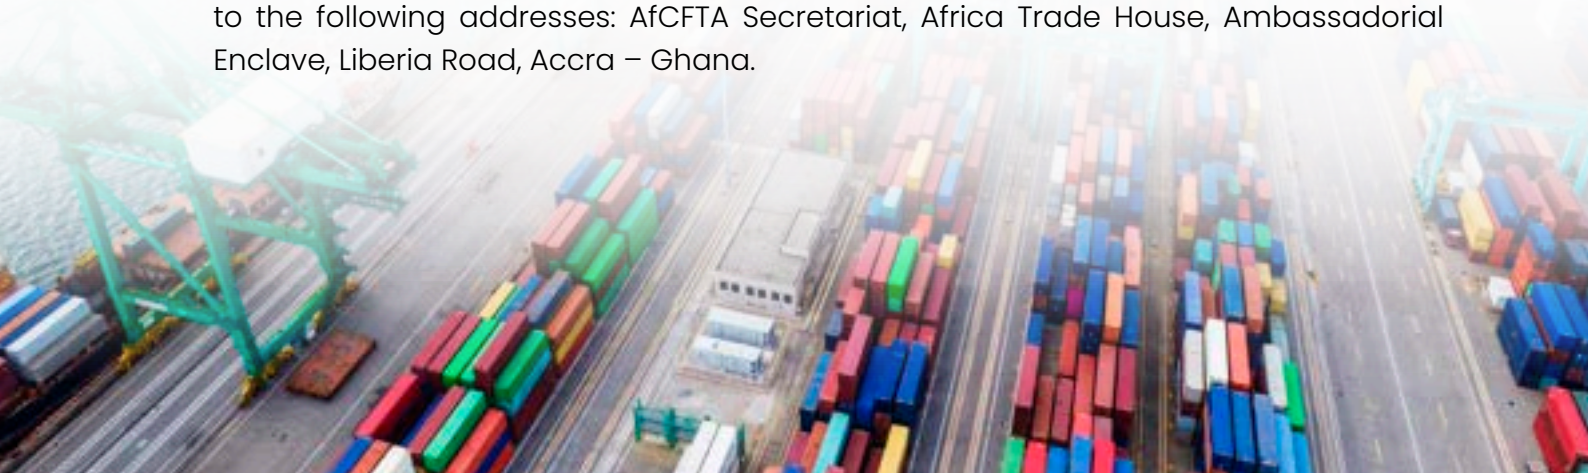 to the following addresses: AfCFTA Secretariat, Africa Trade House, Ambassadorial
Enclave, Liberia Road, Accra – Ghana.